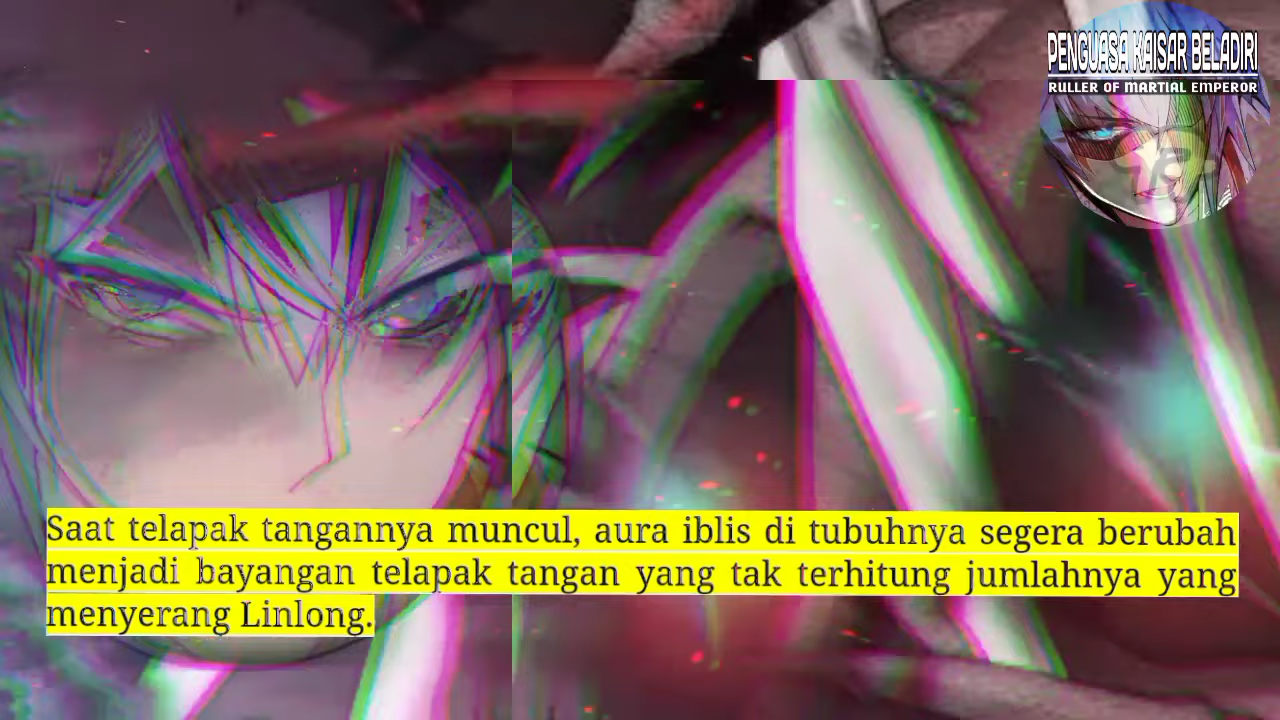 PENGUASA KAISAR BELADIRI
RULLER OF MARTIAL EMPEROR
Saat telapak tangannya muncul, aura iblis di tubuhnya segera berubah
menjadi bayangan telapak tangan yang tak terhitung jumlahnya yang
menyerang Linlong.